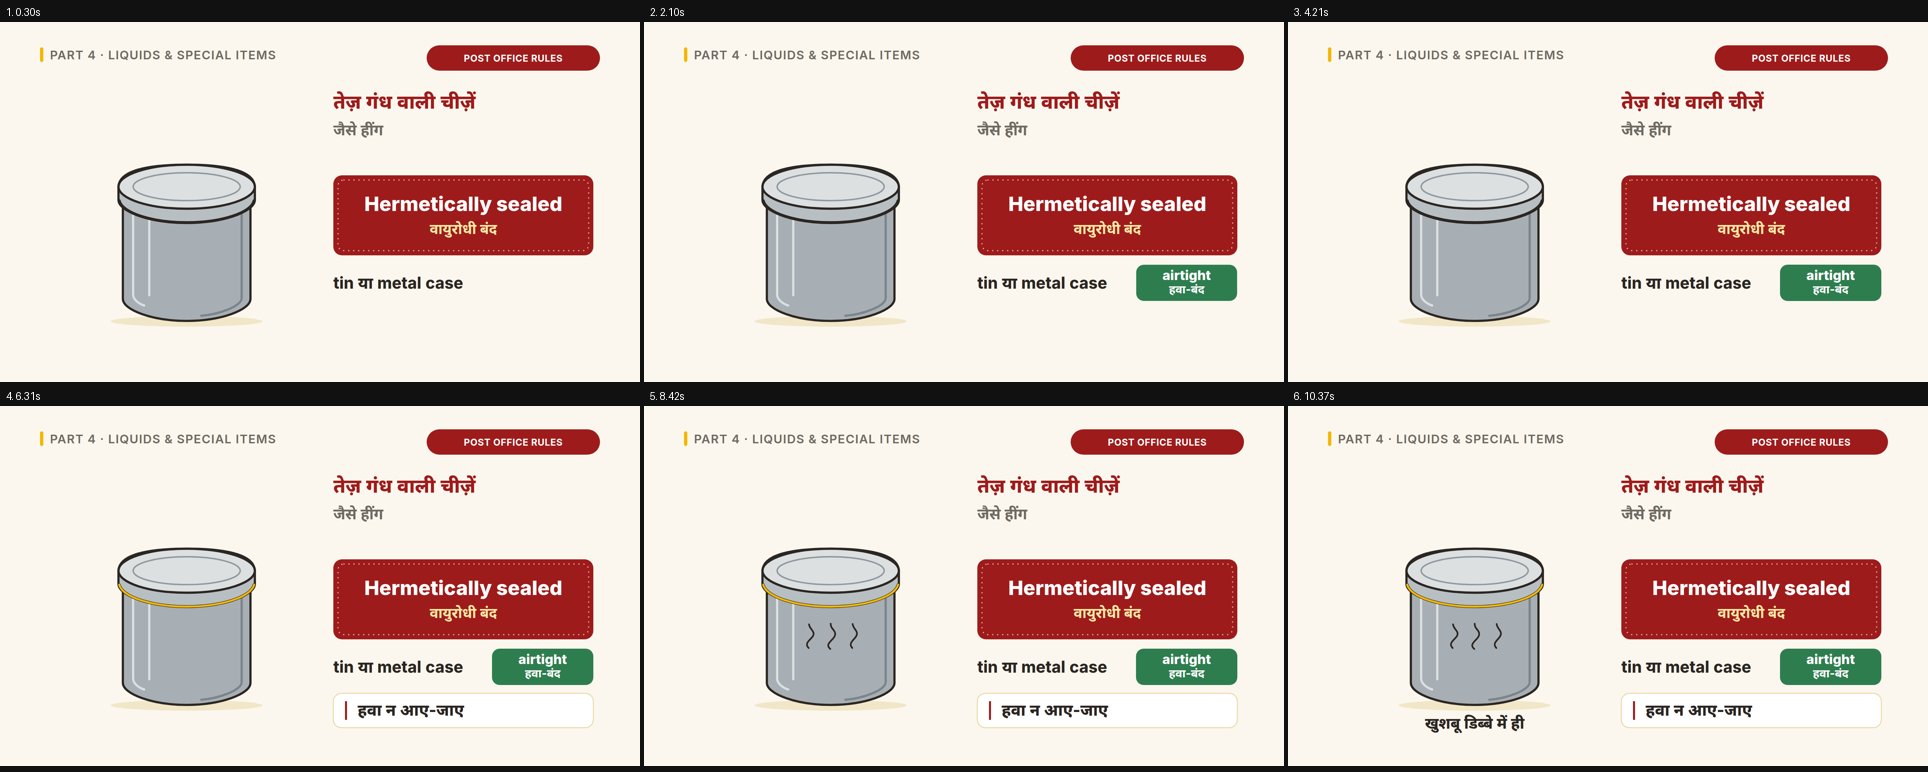 1. 0.30s
PART 4 · LIQUIDS & SPECIAL ITEMS
POST OFFICE RULES
तेज़ गंध वाली चीज़ें
जैसे हींग
Hermetically sealed
वायुरोधी बंद
tin या metal case
2. 2.10s
PART 4 · LIQUIDS & SPECIAL ITEMS
POST OFFICE RULES
तेज़ गंध वाली चीज़ें
जैसे हींग
Hermetically sealed
वायुरोधी बंद
tin या metal case
airtight
हवा-बंद
3. 4.21s
PART 4 · LIQUIDS & SPECIAL ITEMS
POST OFFICE RULES
तेज़ गंध वाली चीज़ें
जैसे हींग
Hermetically sealed
वायुरोधी बंद
tin या metal case
airtight
हवा-बंद
4. 6.31s
PART 4 · LIQUIDS & SPECIAL ITEMS
POST OFFICE RULES
तेज़ गंध वाली चीज़ें
जैसे हींग
Hermetically sealed
वायुरोधी बंद
tin या metal case
airtight
हवा-बंद
हवा न आए-जाए
5. 8.42s
PART 4 · LIQUIDS & SPECIAL ITEMS
POST OFFICE RULES
तेज़ गंध वाली चीज़ें
जैसे हींग
Hermetically sealed
वायुरोधी बंद
tin या metal case
airtight
हवा-बंद
हवा न आए-जाए
6. 10.37s
PART 4 · LIQUIDS & SPECIAL ITEMS
POST OFFICE RULES
तेज़ गंध वाली चीज़ें
जैसे हींग
Hermetically sealed
वायुरोधी बंद
tin या metal case
airtight
हवा-बंद
हवा न आए-जाए
खुशबू डिब्बे में ही